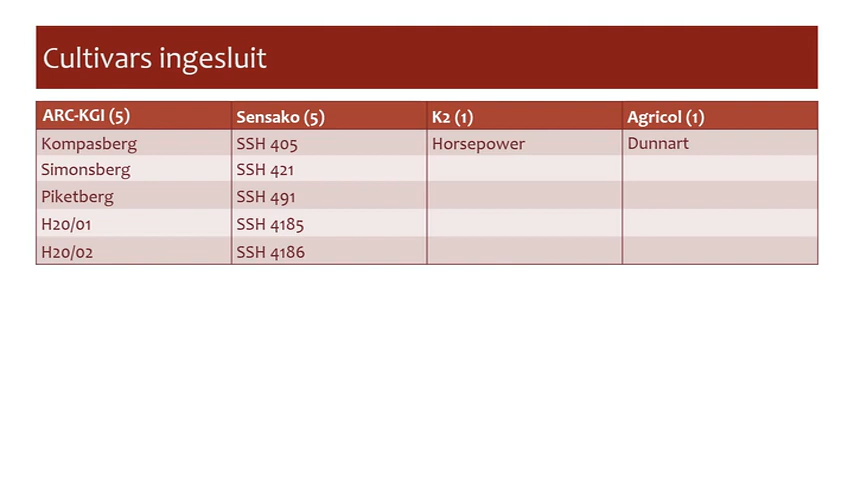 Cultivars ingesluit
ARC-KGI (5) Sensako (5) K2 (1) Agricol (1)
Kompasberg SSH 405 Horsepower Dunnart
Simonsberg SSH 421
Piketberg SSH 491
H20/01 SSH 4185
H20/02 SSH 4186